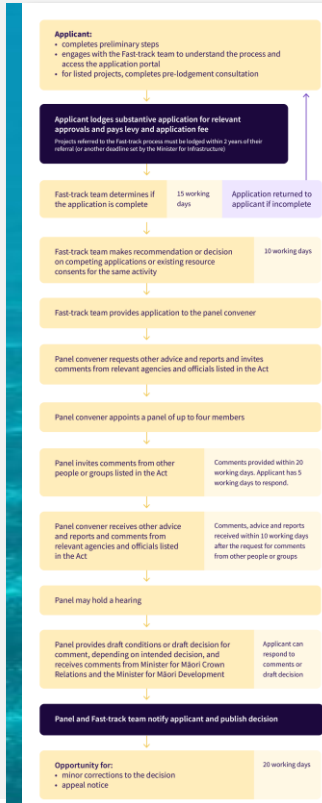 Applicant:
• completes preliminary steps
• engages with the Fast-track team to understand the process and
access the application portal
• for listed projects, completes pre-lodgement consultation
Applicant lodges substantive application for relevant
approvals and pays levy and application fee
Projects referred to the Fast-track process must be lodged within 2 years of their
referral (or another deadline set by the Minister for Infrastructure)
Fast-track team determines if
the application is complete
15 working
days
Application returned to
applicant if incomplete
Fast-track team makes recommendation or decision
on competing applications or existing resource
consents for the same activity
10 working days
Fast-track team provides application to the panel convener
Panel convener requests other advice and reports and invites
comments from relevant agencies and officials listed in the Act
Panel convener appoints a panel of up to four members
Panel invites comments from other
people or groups listed in the Act
Comments provided within 20
working days. Applicant has 5
working days to respond.
Panel convener receives other advice
and reports and comments from
relevant agencies and officials listed
in the Act
Comments, advice and reports
received within 10 working days
after the request for comments
from other people or groups
Panel may hold a hearing
Panel provides draft conditions or draft decision for
comment, depending on intended decision, and
receives comments from Minister for Māori Crown
Relations and the Minister for Māori Development
Applicant can
respond to
comments or
draft decision
Panel and Fast-track team notify applicant and publish decision
Opportunity for:
• minor corrections to the decision
• appeal notice
20 working days